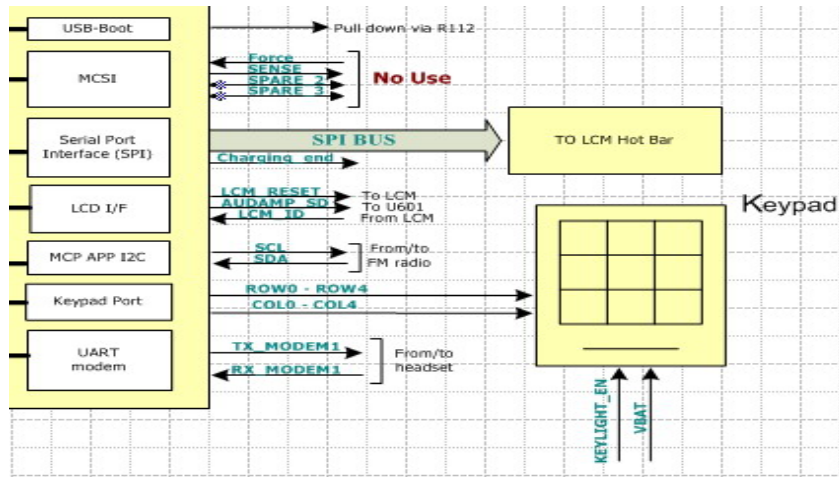 USB-Boot
Pull down via R112
MCSI
Force
SENSE
SPARE_2
SPARE_3
No Use
Serial Port
Interface (SPI)
SPI BUS
Charging_end
TO LCM Hot Bar
LCD I/F
LCM_RESET
AUDAMP_SD
LCM_ID
To LCM
To U601
From LCM
Keypad
MCP APP I2C
SCL
SDA
From/to
FM radio
Keypad Port
ROW0 - ROW4
COL0 - COL4
UART
modem
TX_MODEM1
RX_MODEM1
From/to
headset
KEYLIGHT_EN
VBAT